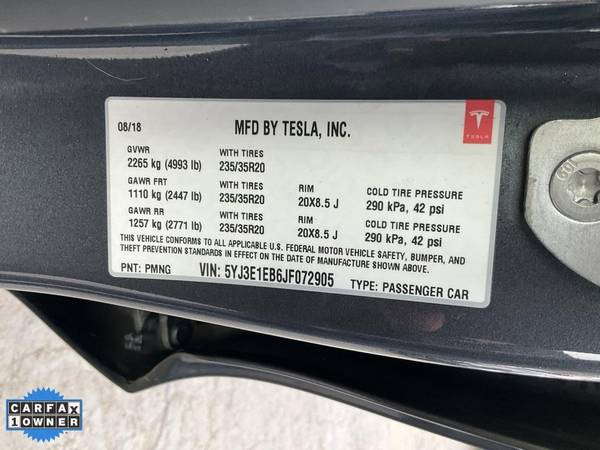 08/18 MFD BY TESLA, INC.
TESLA
GVWR WITH TIRES
2265 kg (4993 lb) 235/35R20
GAWR FRT WITH TIRES RIM COLD TIRE PRESSURE
1110 kg (2447 lb) 235/35R20 20X8.5 J 290 kPa, 42 psi
GAWR RR WITH TIRES RIM COLD TIRE PRESSURE
1257 kg (2771 lb) 235/35R20 20X8.5 J 290 kPa, 42 psi
THIS VEHICLE CONFORMS TO ALL APPLICABLE U.S. FEDERAL MOTOR VEHICLE SAFETY, BUMPER, AND
THEFT PREVENTION STANDARDS IN EFFECT ON THE DATE OF MANUFACTURE SHOWN ABOVE.
PNT: PMNG VIN: 5YJ3E1EB6JF072905 TYPE: PASSENGER CAR
CARFAX
1 OWNER